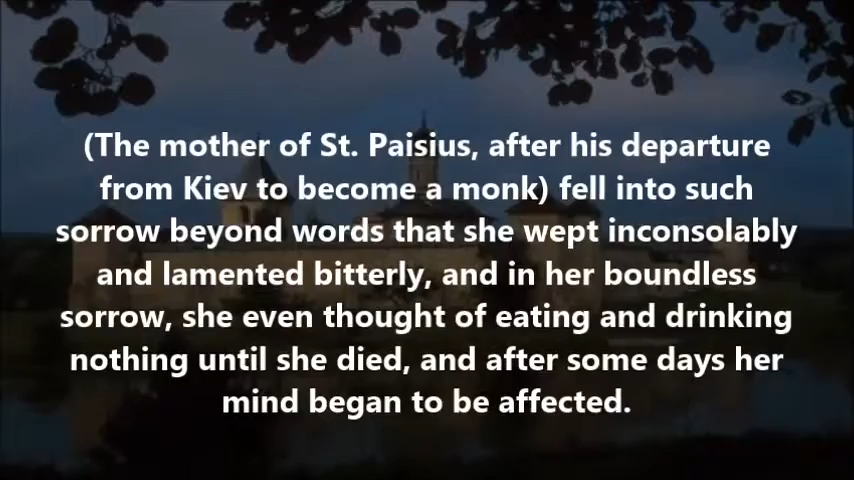 (The mother of St. Paisius, after his departure
from Kiev to become a monk) fell into such
sorrow beyond words that she wept inconsolably
and lamented bitterly, and in her boundless
sorrow, she even thought of eating and drinking
nothing until she died, and after some days her
mind began to be affected.